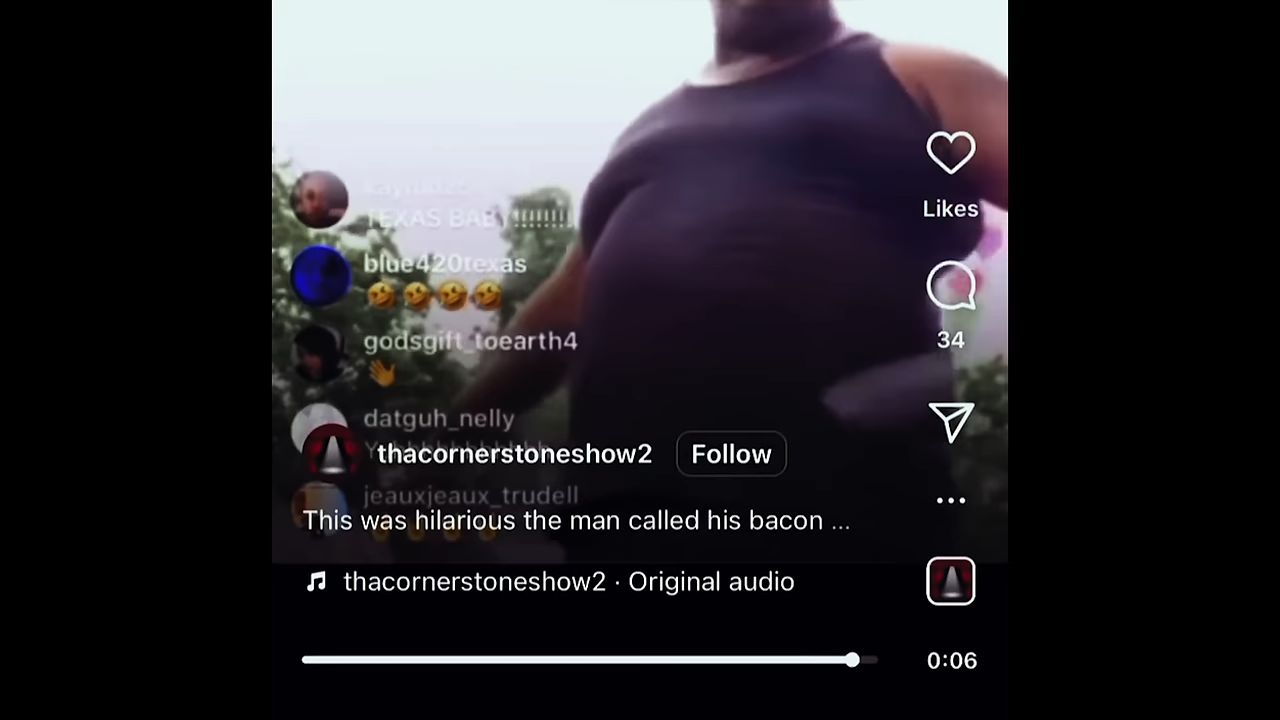 TEXAS BABY!!!!!!!!
blue420texas
🤣🤣🤣🤣
godsgift_toearth4
👋
datguh_nelly
thacornerstoneshow2
Follow
jeauxjeaux_trudell
This was hilarious the man called his bacon ...
thacornerstoneshow2 · Original audio
Likes
34
0:06